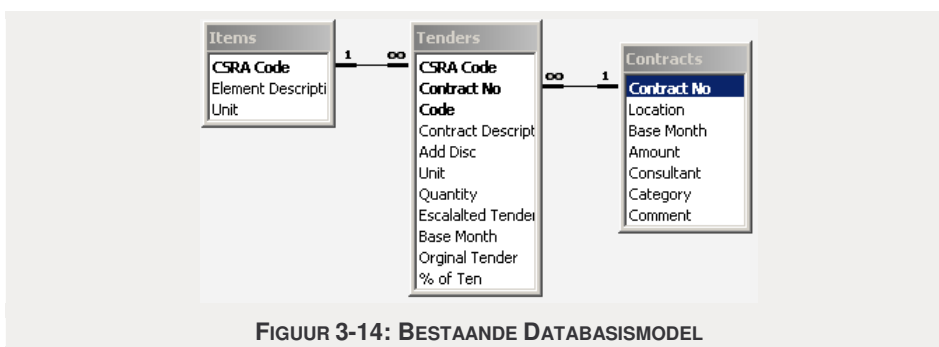 Items
CSRA Code
Element Descripti
Unit
1
∞
Tenders
CSRA Code
Contract No
Code
Contract Descript
Add Disc
Unit
Quantity
Escalalted Tender
Base Month
Orginal Tender
% of Ten
∞
1
Contracts
Contract No
Location
Base Month
Amount
Consultant
Category
Comment
FIGUUR 3-14: BESTAANDE DATABASISMODEL